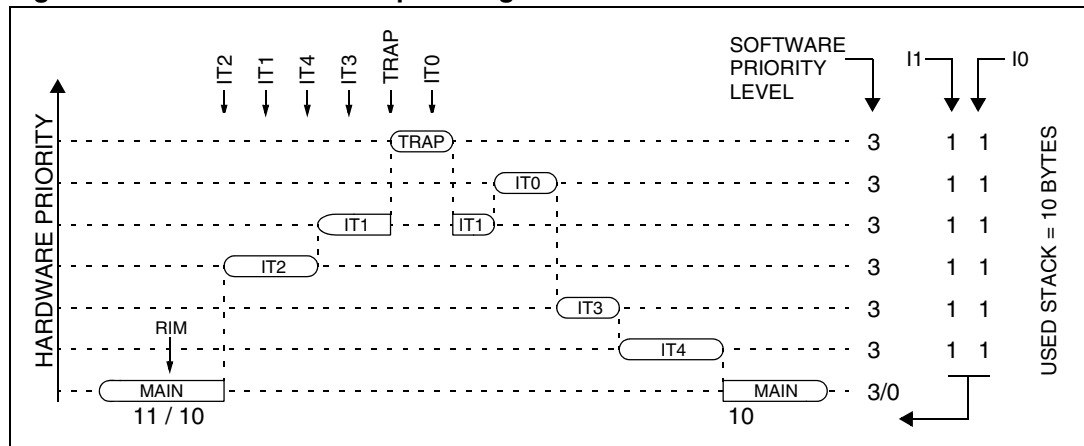 IT2
IT1
IT4
IT3
TRAP
IT0
SOFTWARE
PRIORITY
LEVEL
I1
I0
HARDWARE PRIORITY
USED STACK = 10 BYTES
TRAP
3 1 1
IT0
3 1 1
IT1 IT1
3 1 1
IT2
3 1 1
IT3
3 1 1
RIM
IT4
3 1 1
MAIN MAIN
3/0
11 / 10 10